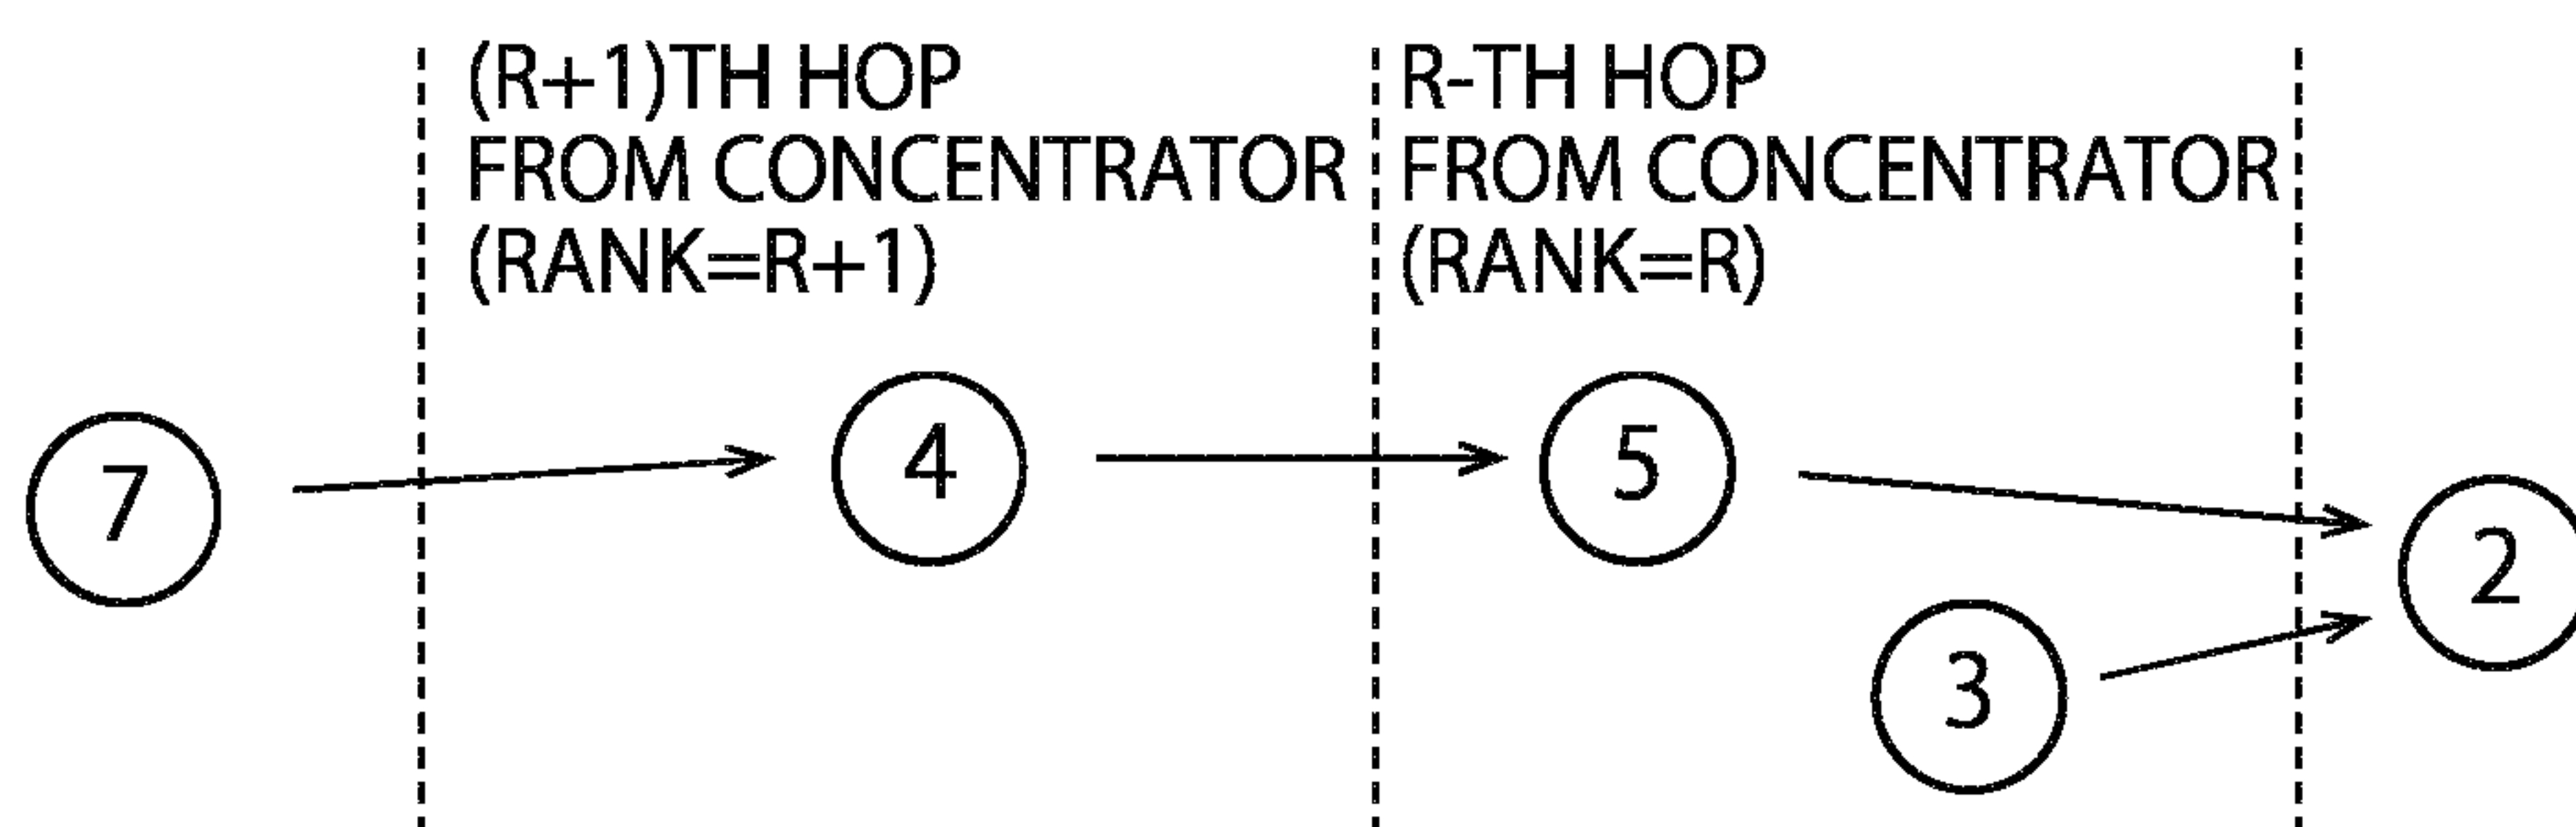 (R+1)TH HOP
FROM CONCENTRATOR
(RANK=R+1)
R-TH HOP
FROM CONCENTRATOR
(RANK=R)
7
4
5
2
3